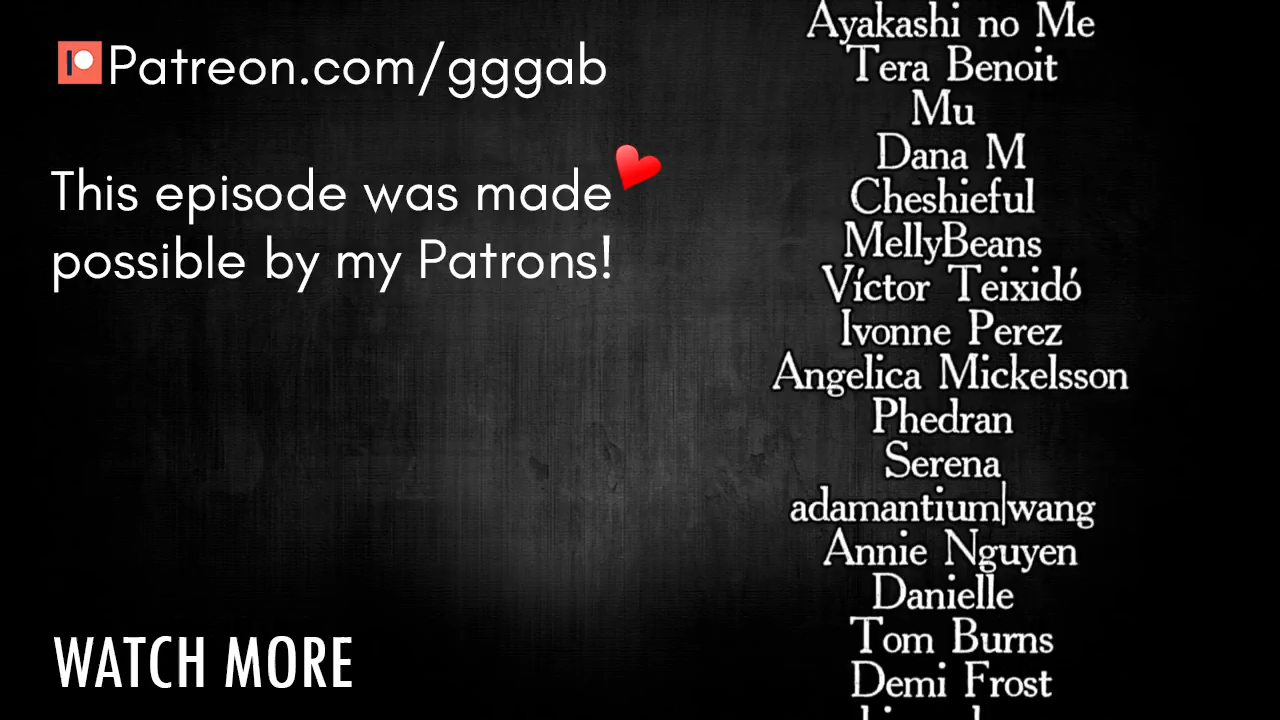 Patreon.com/gggab
This episode was made
possible by my Patrons!
WATCH MORE
Ayakashi no Me
Tera Benoit
Mu
Dana M
Cheshieful
MellyBeans
Víctor Teixidó
Ivonne Perez
Angelica Mickelsson
Phedran
Serena
adamantium|wang
Annie Nguyen
Danielle
Tom Burns
Demi Frost